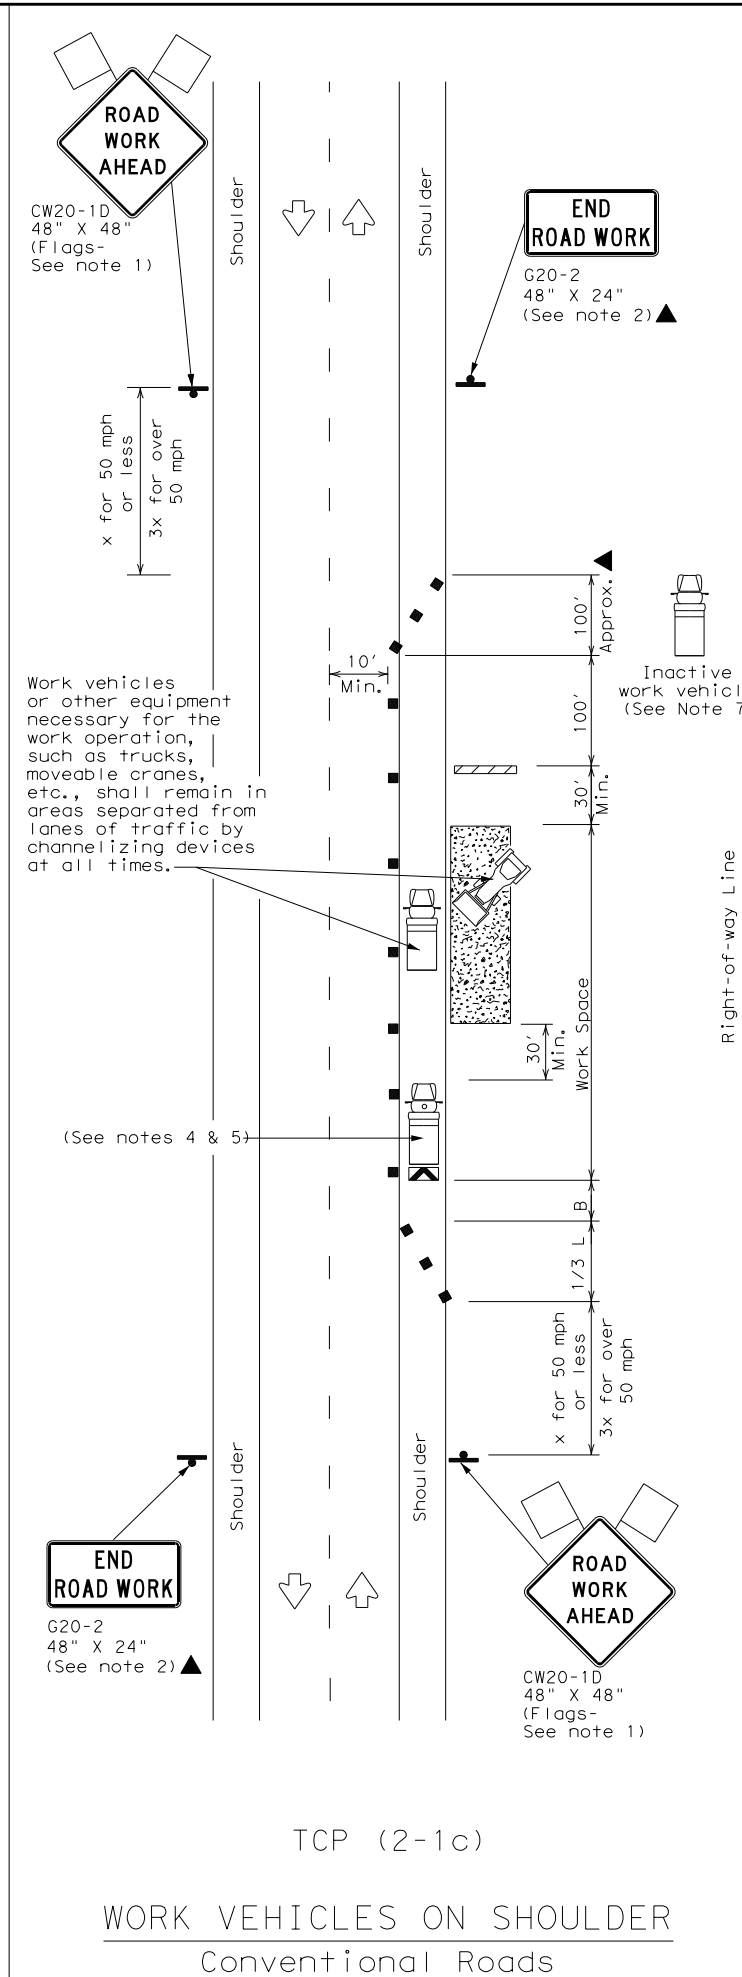 ROAD
WORK
AHEAD
CW20-1D
48" X 48"
(Flags-
See note 1)
Shoulder
Shoulder
END
ROAD WORK
G20-2
48" X 24"
(See note 2)
x for 50 mph
or less
3x for over
50 mph
100'
Approx.
Inactive
work vehicl
(See Note 7
10'
Min.
100'
Work vehicles
or other equipment
necessary for the
work operation,
such as trucks,
moveable cranes,
etc., shall remain in
areas separated from
lanes of traffic by
channelizing devices
at all times.
30'
Min.
Right-of-way Line
Work Space
30'
Min.
(See notes 4 & 5)
B
1/3 L
x for 50 mph
or less
3x for over
50 mph
Shoulder
Shoulder
END
ROAD WORK
G20-2
48" X 24"
(See note 2)
ROAD
WORK
AHEAD
CW20-1D
48" X 48"
(Flags-
See note 1)
TCP (2-1c)
WORK VEHICLES ON SHOULDER
Conventional Roads